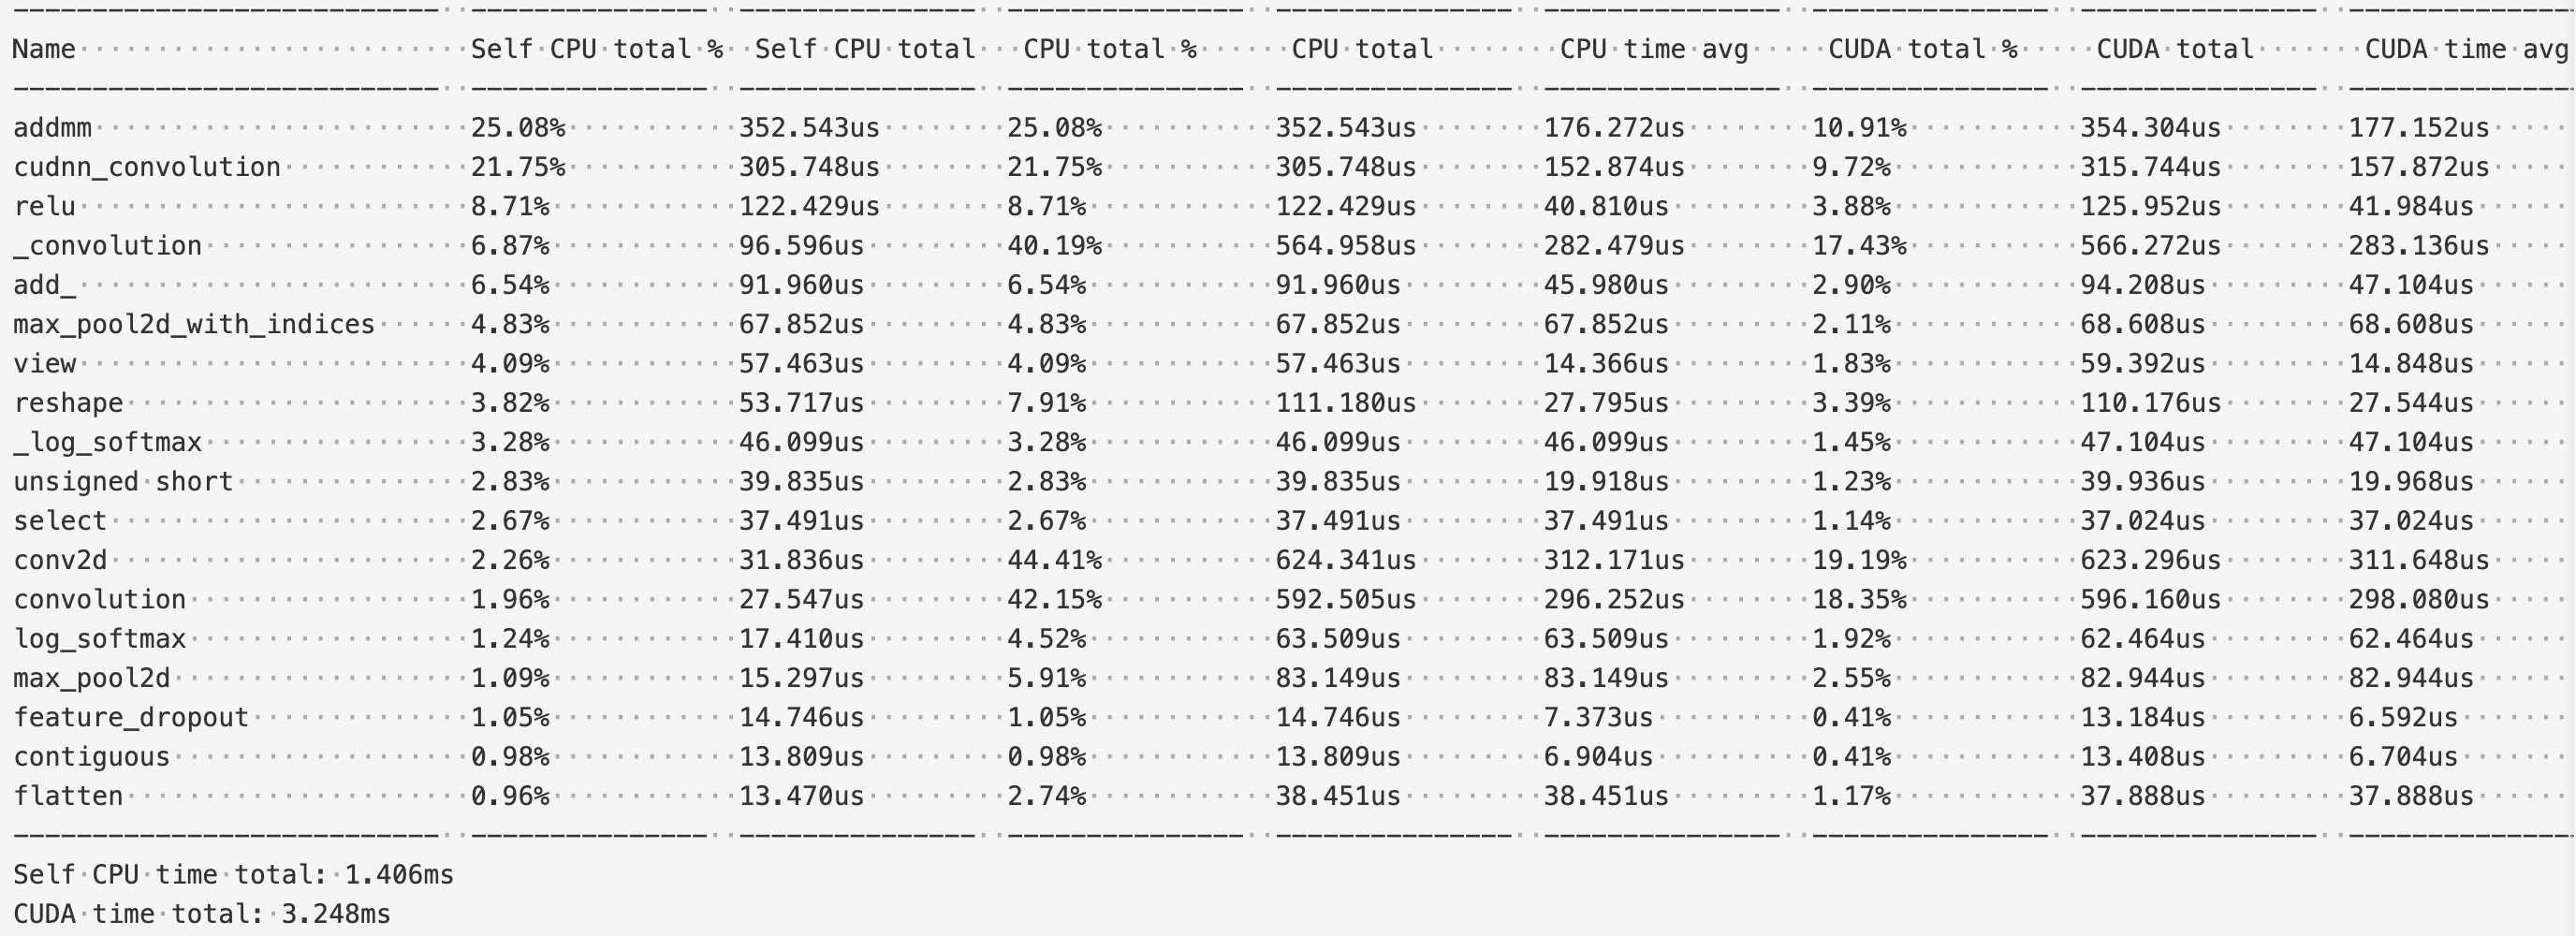 Name Self CPU total % Self CPU total CPU total % CPU total CPU time avg CUDA total % CUDA total CUDA time avg
addmm 25.08% 352.543us 25.08% 352.543us 176.272us 10.91% 354.304us 177.152us
cudnn_convolution 21.75% 305.748us 21.75% 305.748us 152.874us 9.72% 315.744us 157.872us
relu 8.71% 122.429us 8.71% 122.429us 40.810us 3.88% 125.952us 41.984us
_convolution 6.87% 96.596us 40.19% 564.958us 282.479us 17.43% 566.272us 283.136us
add_ 6.54% 91.960us 6.54% 91.960us 45.980us 2.90% 94.208us 47.104us
max_pool2d_with_indices 4.83% 67.852us 4.83% 67.852us 67.852us 2.11% 68.608us 68.608us
view 4.09% 57.463us 4.09% 57.463us 14.366us 1.83% 59.392us 14.848us
reshape 3.82% 53.717us 7.91% 111.180us 27.795us 3.39% 110.176us 27.544us
_log_softmax 3.28% 46.099us 3.28% 46.099us 46.099us 1.45% 47.104us 47.104us
unsigned short 2.83% 39.835us 2.83% 39.835us 19.918us 1.23% 39.936us 19.968us
select 2.67% 37.491us 2.67% 37.491us 37.491us 1.14% 37.024us 37.024us
conv2d 2.26% 31.836us 44.41% 624.341us 312.171us 19.19% 623.296us 311.648us
convolution 1.96% 27.547us 42.15% 592.505us 296.252us 18.35% 596.160us 298.080us
log_softmax 1.24% 17.410us 4.52% 63.509us 63.509us 1.92% 62.464us 62.464us
max_pool2d 1.09% 15.297us 5.91% 83.149us 83.149us 2.55% 82.944us 82.944us
feature_dropout 1.05% 14.746us 1.05% 14.746us 7.373us 0.41% 13.184us 6.592us
contiguous 0.98% 13.809us 0.98% 13.809us 6.904us 0.41% 13.408us 6.704us
flatten 0.96% 13.470us 2.74% 38.451us 38.451us 1.17% 37.888us 37.888us
Self CPU time total: 1.406ms
CUDA time total: 3.248ms